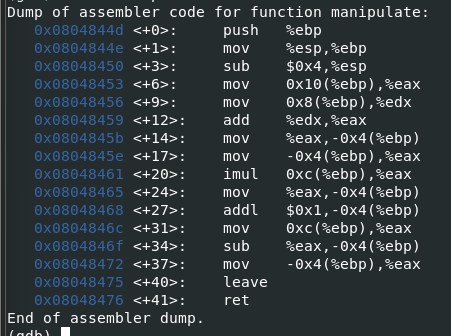 Dump of assembler code for function manipulate:
0x0804844d <+0>: push %ebp
0x0804844e <+1>: mov %esp,%ebp
0x08048450 <+3>: sub $0x4,%esp
0x08048453 <+6>: mov 0x10(%ebp),%eax
0x08048456 <+9>: mov 0x8(%ebp),%edx
0x08048459 <+12>: add %edx,%eax
0x0804845b <+14>: mov %eax,-0x4(%ebp)
0x0804845e <+17>: mov -0x4(%ebp),%eax
0x08048461 <+20>: imul 0xc(%ebp),%eax
0x08048465 <+24>: mov %eax,-0x4(%ebp)
0x08048468 <+27>: addl $0x1,-0x4(%ebp)
0x0804846c <+31>: mov 0xc(%ebp),%eax
0x0804846f <+34>: sub %eax,-0x4(%ebp)
0x08048472 <+37>: mov -0x4(%ebp),%eax
0x08048475 <+40>: leave
0x08048476 <+41>: ret
End of assembler dump.
(gdb)